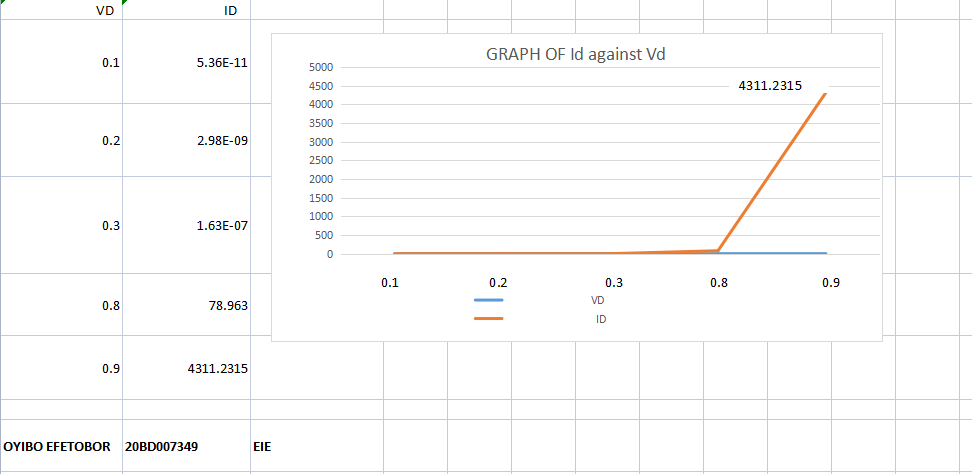 VD ID
GRAPH OF Id against Vd
5000
4500
4000
3500
3000
2500
2000
1500
1000
500
0
4311.2315
0.1 0.2 0.3 0.8 0.9
VD
ID
0.1 5.36E-11
0.2 2.98E-09
0.3 1.63E-07
0.8 78.963
0.9 4311.2315
OYIBO EFETOBOR 20BD007349 EIE